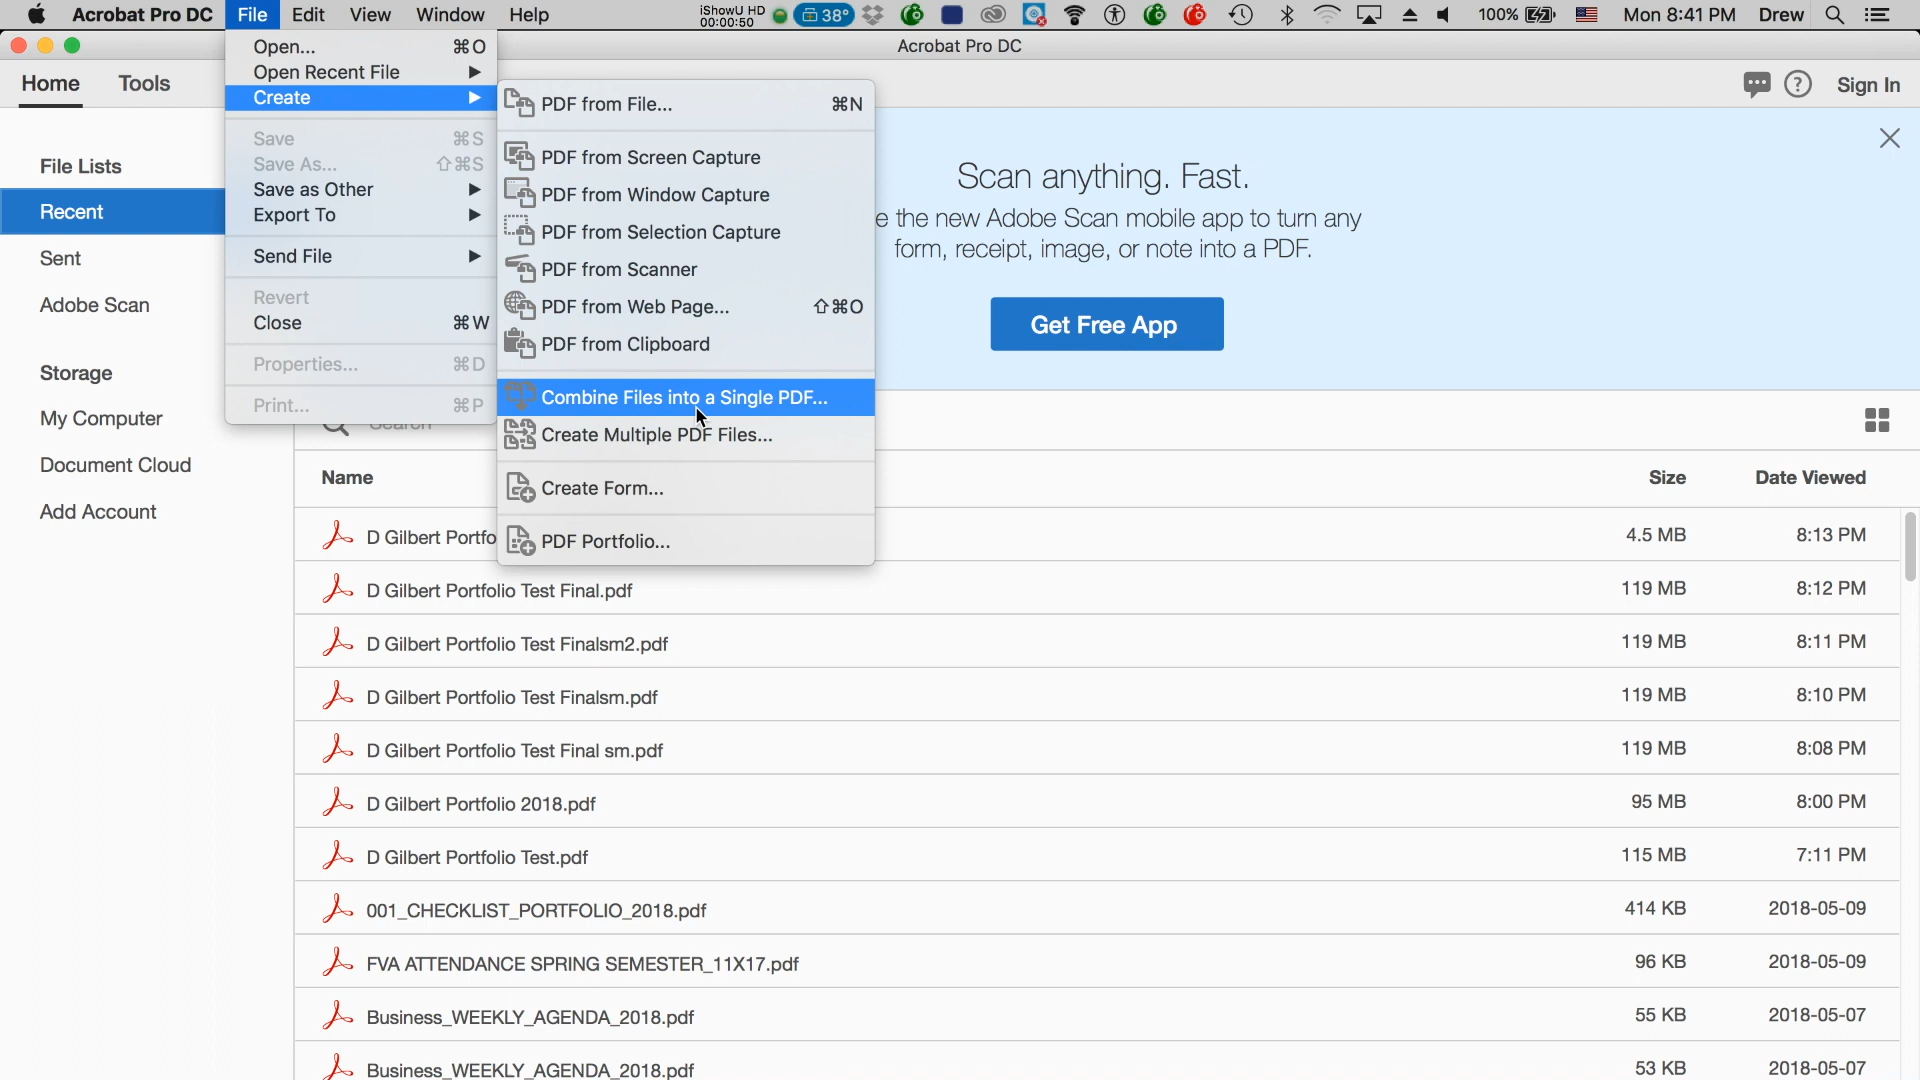 Acrobat Pro DC File Edit View Window Help iShowU HD 00:00:50 38° 100% Mon 8:41 PM Drew
Acrobat Pro DC
Home Tools Sign In
Open... ⌘O
Open Recent File ▶
Create ▶
Save ⌘S
Save As... ⇧⌘S
Save as Other ▶
Export To ▶
Send File ▶
Revert
Close ⌘W
Properties... ⌘D
Print... ⌘P
PDF from File... ⌘N
PDF from Screen Capture
PDF from Window Capture
PDF from Selection Capture
PDF from Scanner
PDF from Web Page... ⇧⌘O
PDF from Clipboard
Combine Files into a Single PDF...
Create Multiple PDF Files...
Create Form...
PDF Portfolio...
File Lists
Recent
Sent
Adobe Scan
Storage
My Computer
Document Cloud
Add Account
Scan anything. Fast.
e the new Adobe Scan mobile app to turn any
form, receipt, image, or note into a PDF.
Get Free App
Search
Name Size Date Viewed
D Gilbert Portfo 4.5 MB 8:13 PM
D Gilbert Portfolio Test Final.pdf 119 MB 8:12 PM
D Gilbert Portfolio Test Finalsm2.pdf 119 MB 8:11 PM
D Gilbert Portfolio Test Finalsm.pdf 119 MB 8:10 PM
D Gilbert Portfolio Test Final sm.pdf 119 MB 8:08 PM
D Gilbert Portfolio 2018.pdf 95 MB 8:00 PM
D Gilbert Portfolio Test.pdf 115 MB 7:11 PM
001_CHECKLIST_PORTFOLIO_2018.pdf 414 KB 2018-05-09
FVA ATTENDANCE SPRING SEMESTER_11X17.pdf 96 KB 2018-05-09
Business_WEEKLY_AGENDA_2018.pdf 55 KB 2018-05-07
Business_WEEKLY_AGENDA_2018.pdf 53 KB 2018-05-07